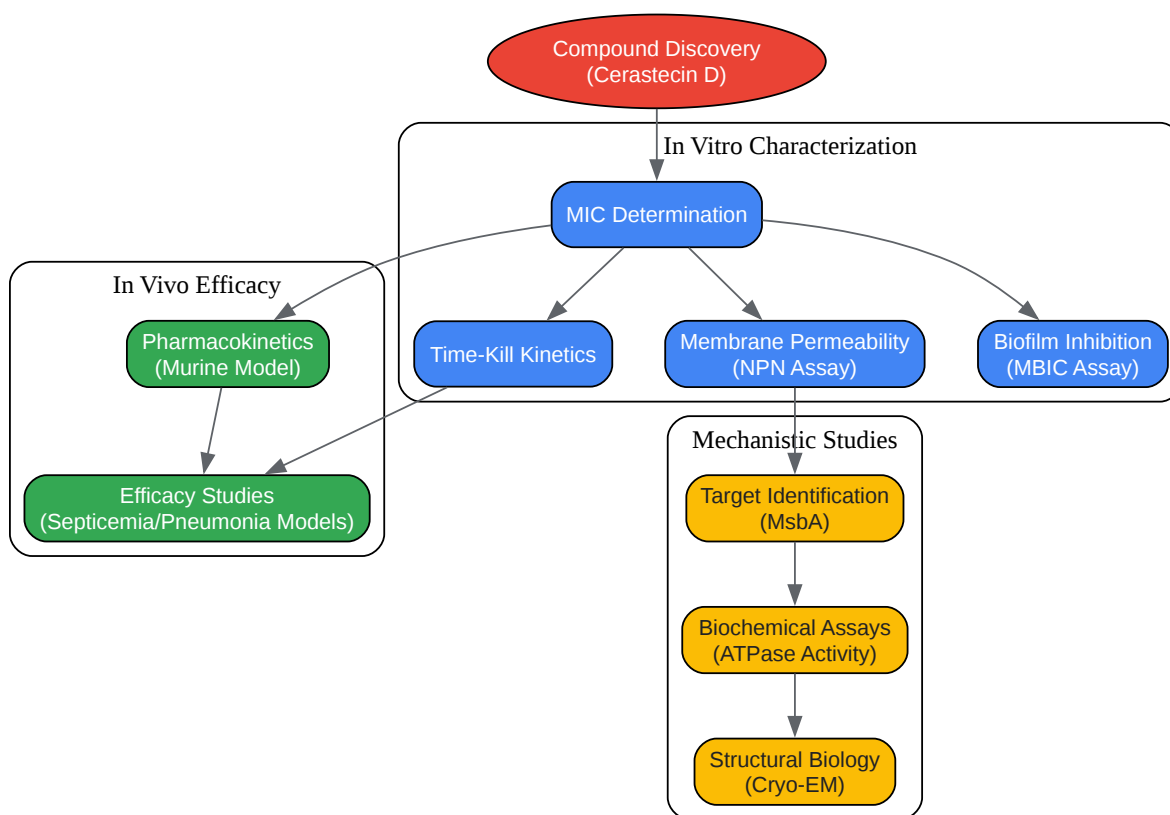 Compound Discovery
(Cerastecin D)
In Vitro Characterization
MIC Determination
In Vivo Efficacy
Pharmacokinetics
(Murine Model)
Time-Kill Kinetics
Membrane Permeability
(NPN Assay)
Biofilm Inhibition
(MBIC Assay)
Mechanistic Studies
Efficacy Studies
(Septicemia/Pneumonia Models)
Target Identification
(MsbA)
Biochemical Assays
(ATPase Activity)
Structural Biology
(Cryo-EM)